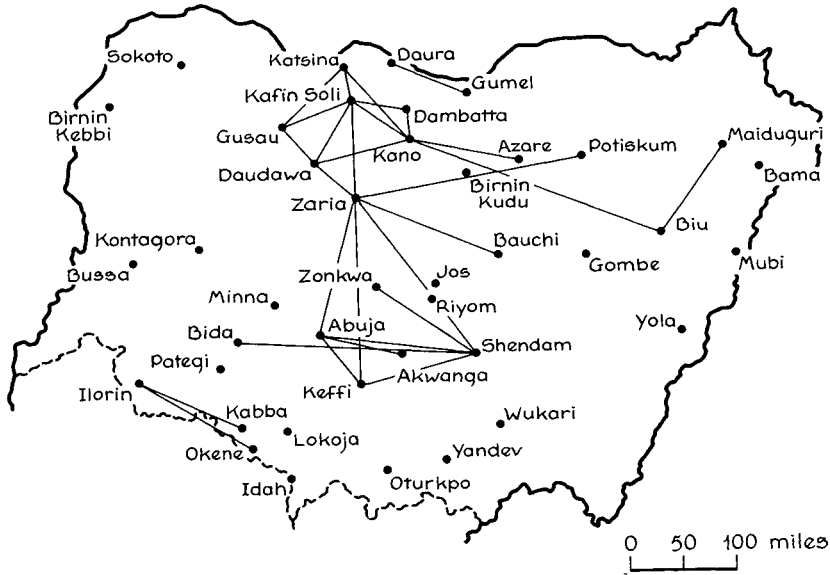 Sokoto
Katsina
Daura
Kafin Soli
Gumel
Birnin
Kebbi
Dambatta
Gusau
Kano
Azare
Potiskum
Maiduguri
Daudawa
Bama
Birnin
Kudu
Zaria
Biu
Kontagora
Bauchi
Gombe
Mubi
Bussa
Zonkwa
Jos
Minna
Riyom
Abuja
Yola
Bida
Shendam
Pategi
Akwanga
Ilorin
Keffi
Kabba
Wukari
Lokoja
Okene
Yandev
Idah
Oturkpo
0 50 100 miles